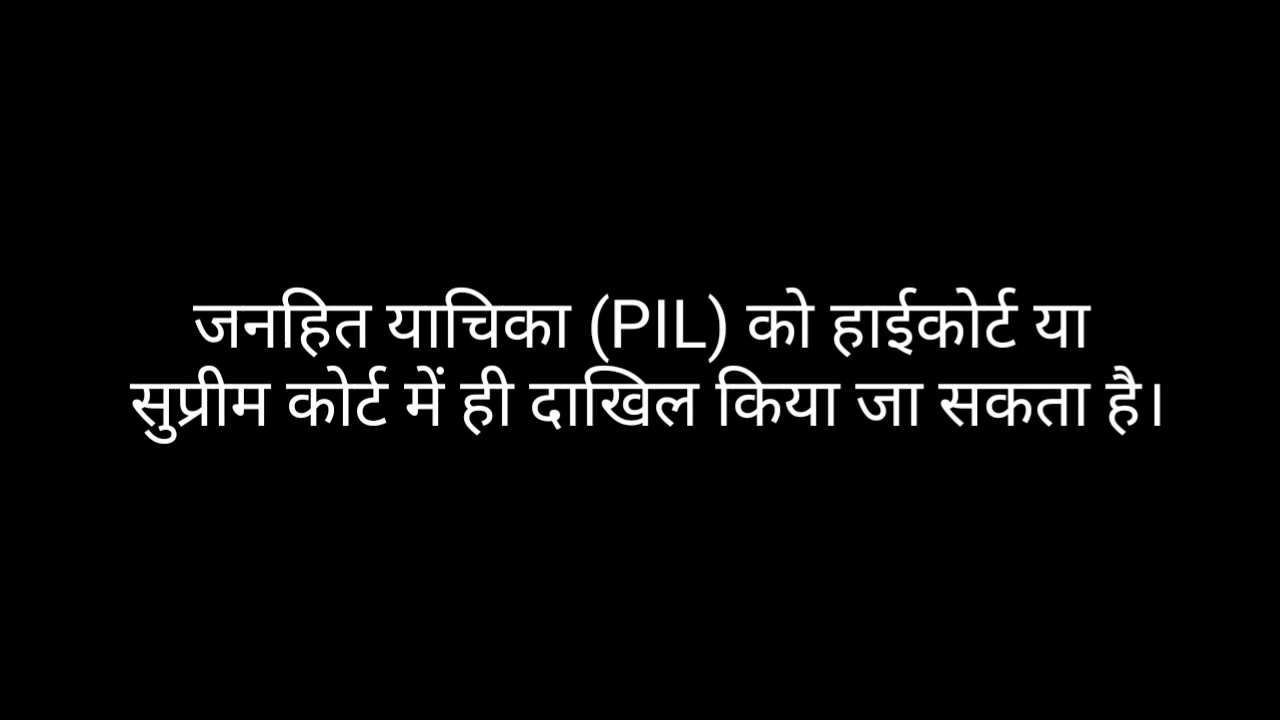 जनहित याचिका (PIL) को हाईकोर्ट या
सुप्रीम कोर्ट में ही दाखिल किया जा सकता है।